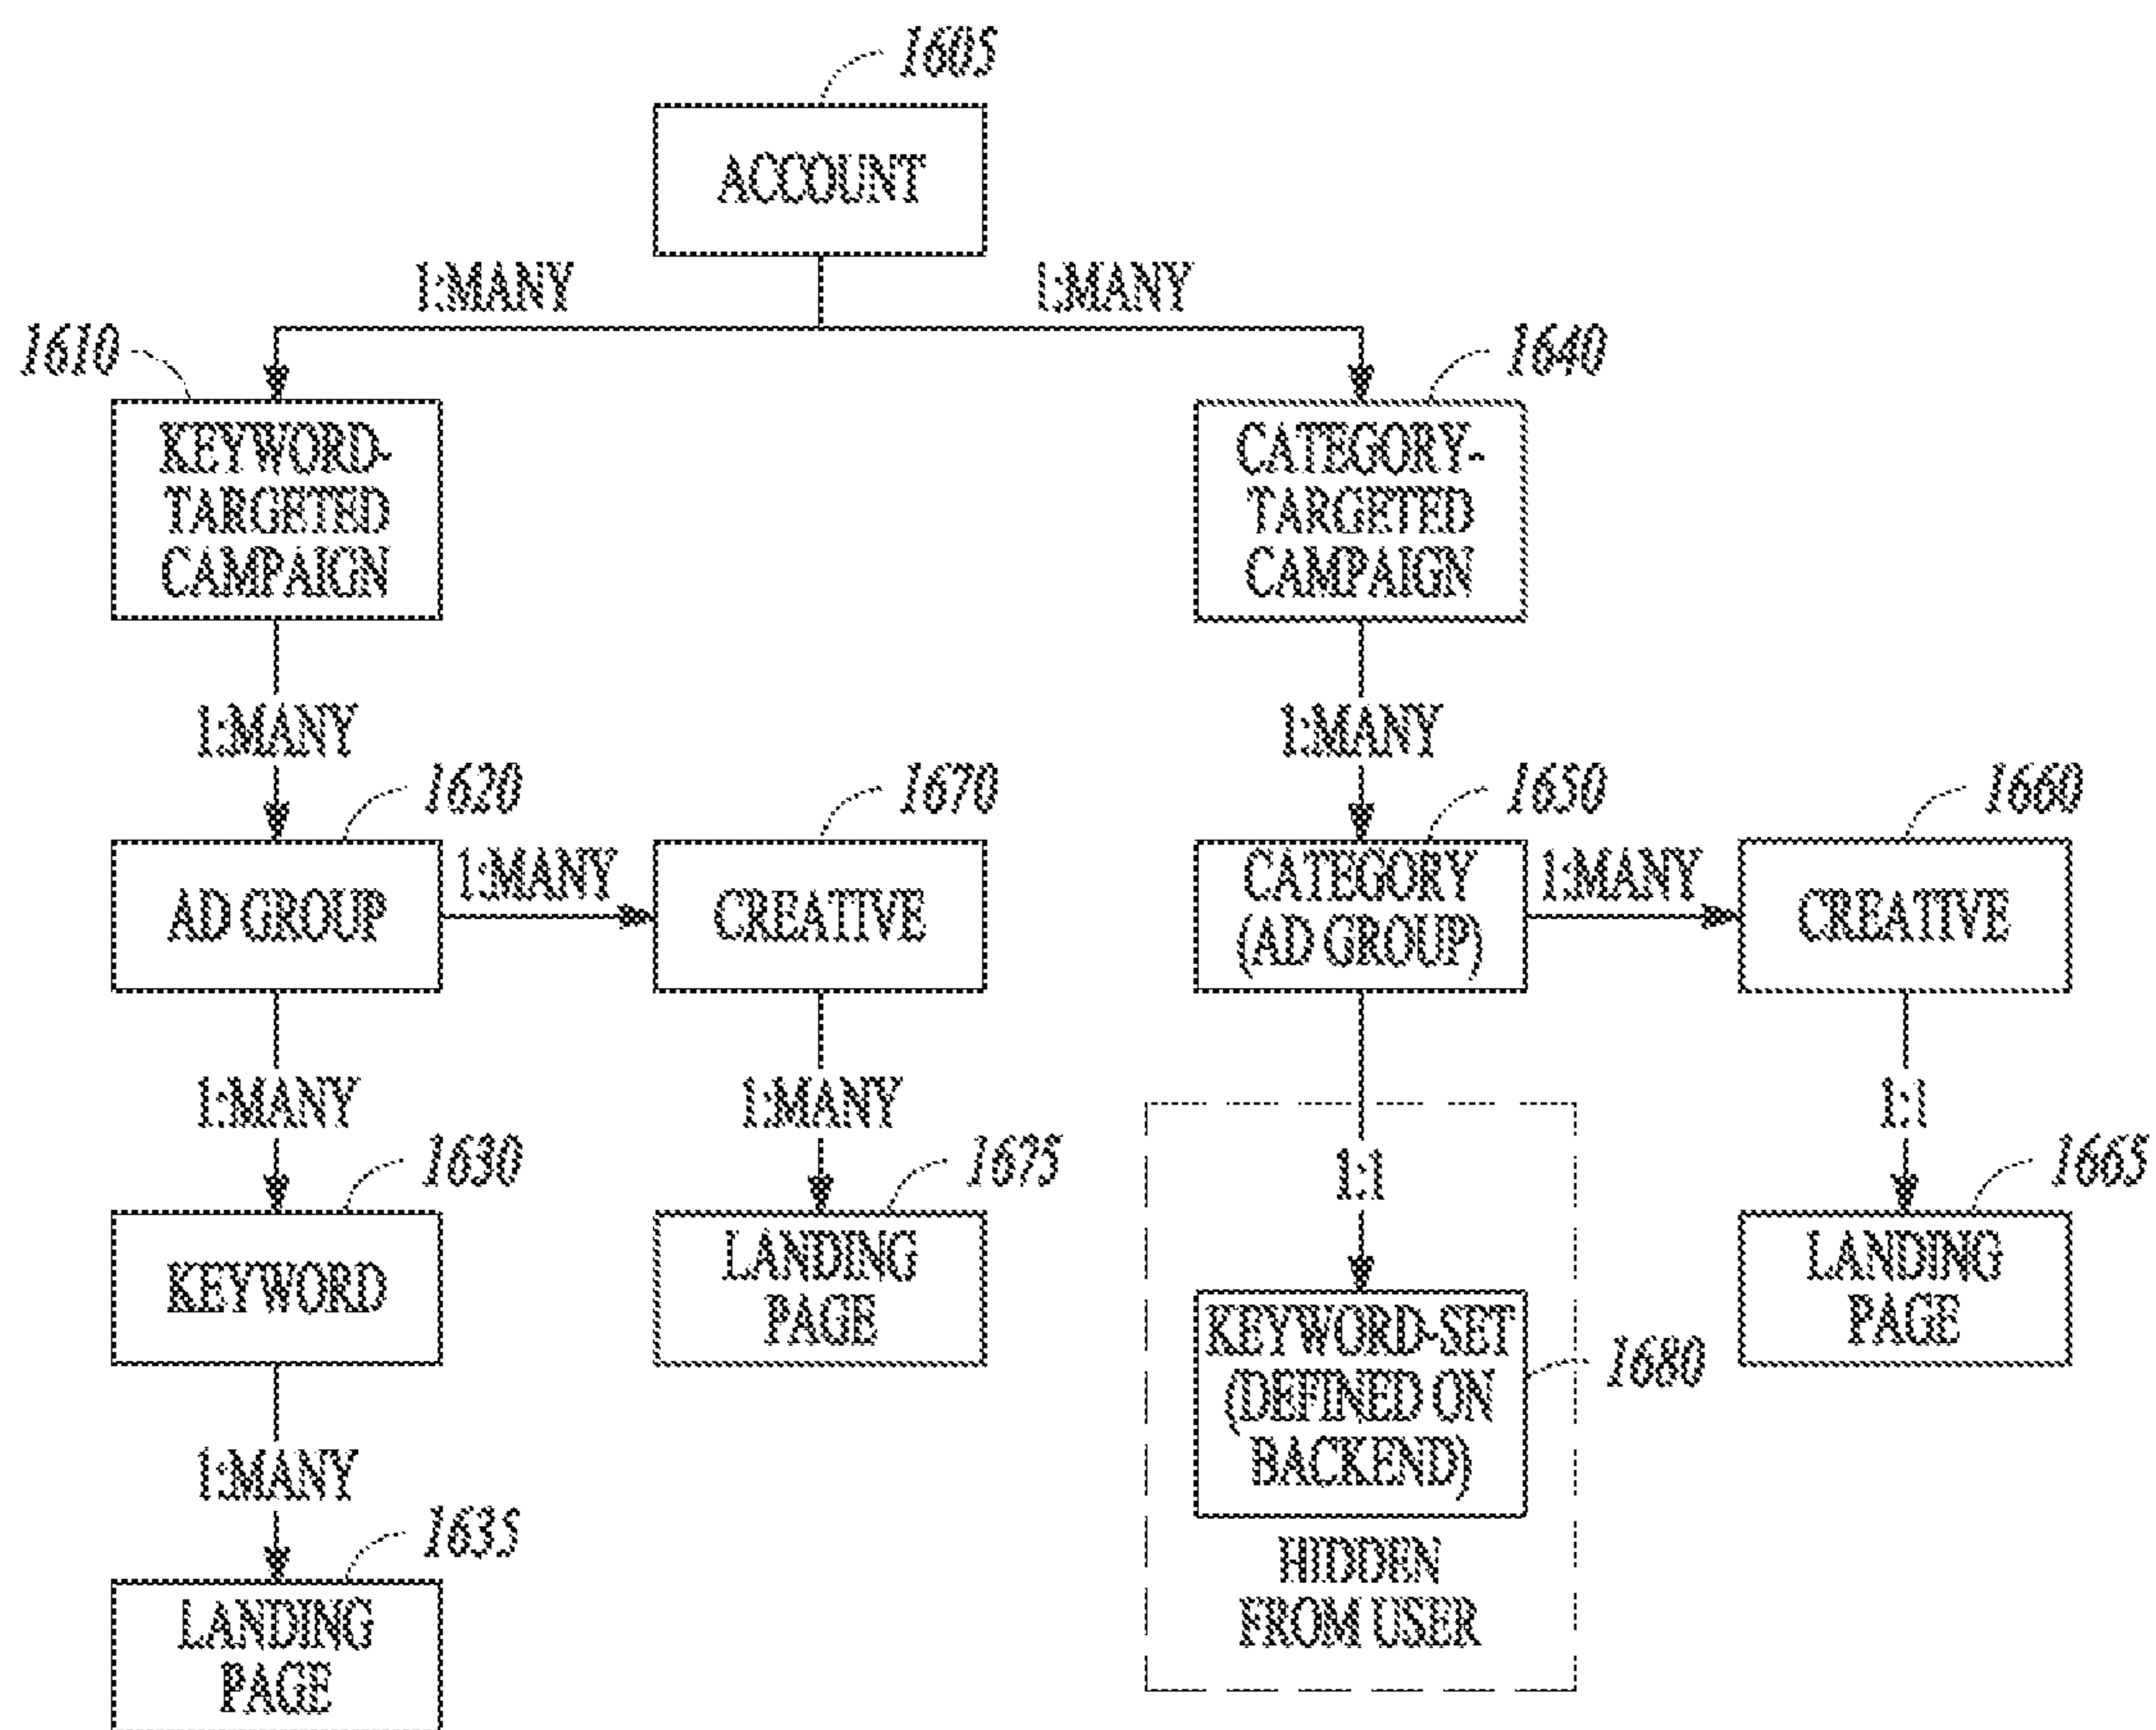 1605
ACCOUNT
1:MANY
1:MANY
1610
1640
KEYWORD-
TARGETED
CAMPAIGN
CATEGORY-
TARGETED
CAMPAIGN
1:MANY
1:MANY
1620
1670
1650
1660
AD GROUP
1:MANY
CREATIVE
CATEGORY
(AD GROUP)
1:MANY
CREATIVE
1:MANY
1:MANY
1:1
1:1
1630
1675
1665
KEYWORD
LANDING
PAGE
KEYWORD-SET
(DEFINED ON
BACKEND)
1680
LANDING
PAGE
1:MANY
HIDDEN
FROM USER
1635
LANDING
PAGE